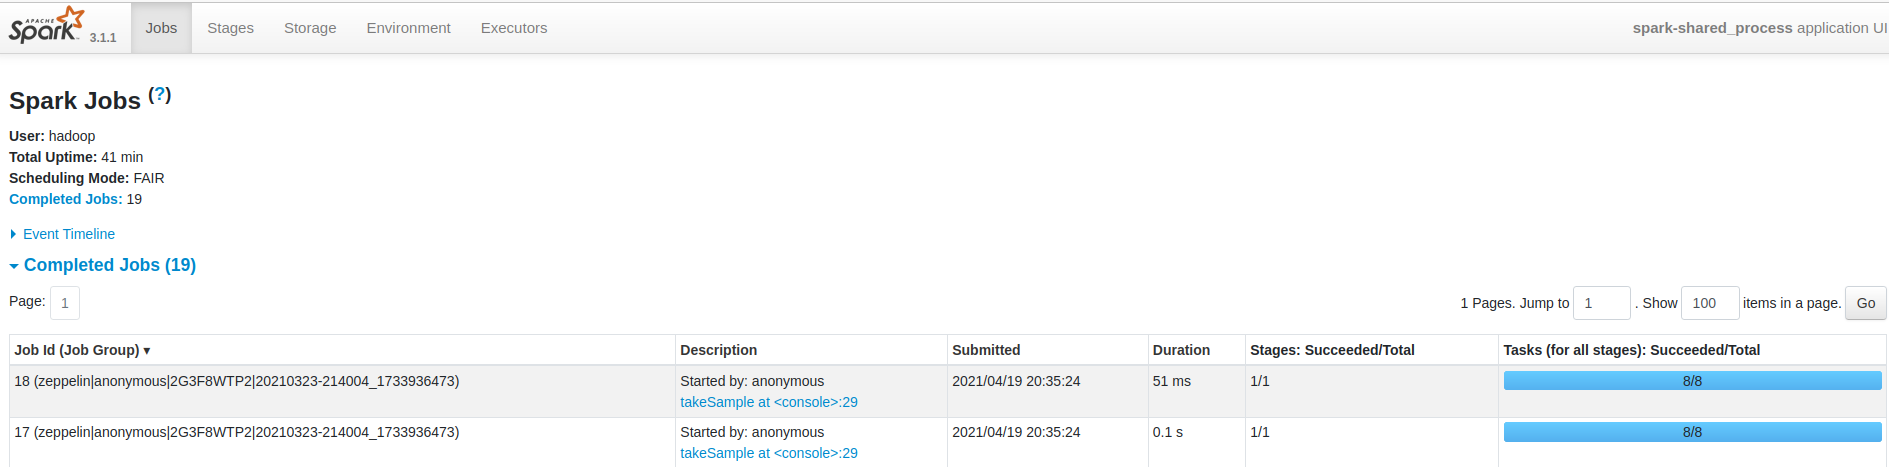 APACHE
Spark 3.1.1 Jobs Stages Storage Environment Executors spark-shared_process application UI
Spark Jobs (?)
User: hadoop
Total Uptime: 41 min
Scheduling Mode: FAIR
Completed Jobs: 19
Event Timeline
Completed Jobs (19)
Page: 1 1 Pages. Jump to 1 . Show 100 items in a page. Go
Job Id (Job Group) ▾ Description Submitted Duration Stages: Succeeded/Total Tasks (for all stages): Succeeded/Total
18 (zeppelin|anonymous|2G3F8WTP2|20210323-214004_1733936473) Started by: anonymous 2021/04/19 20:35:24 51 ms 1/1 8/8
takeSample at <console>:29
17 (zeppelin|anonymous|2G3F8WTP2|20210323-214004_1733936473) Started by: anonymous 2021/04/19 20:35:24 0.1 s 1/1 8/8
takeSample at <console>:29